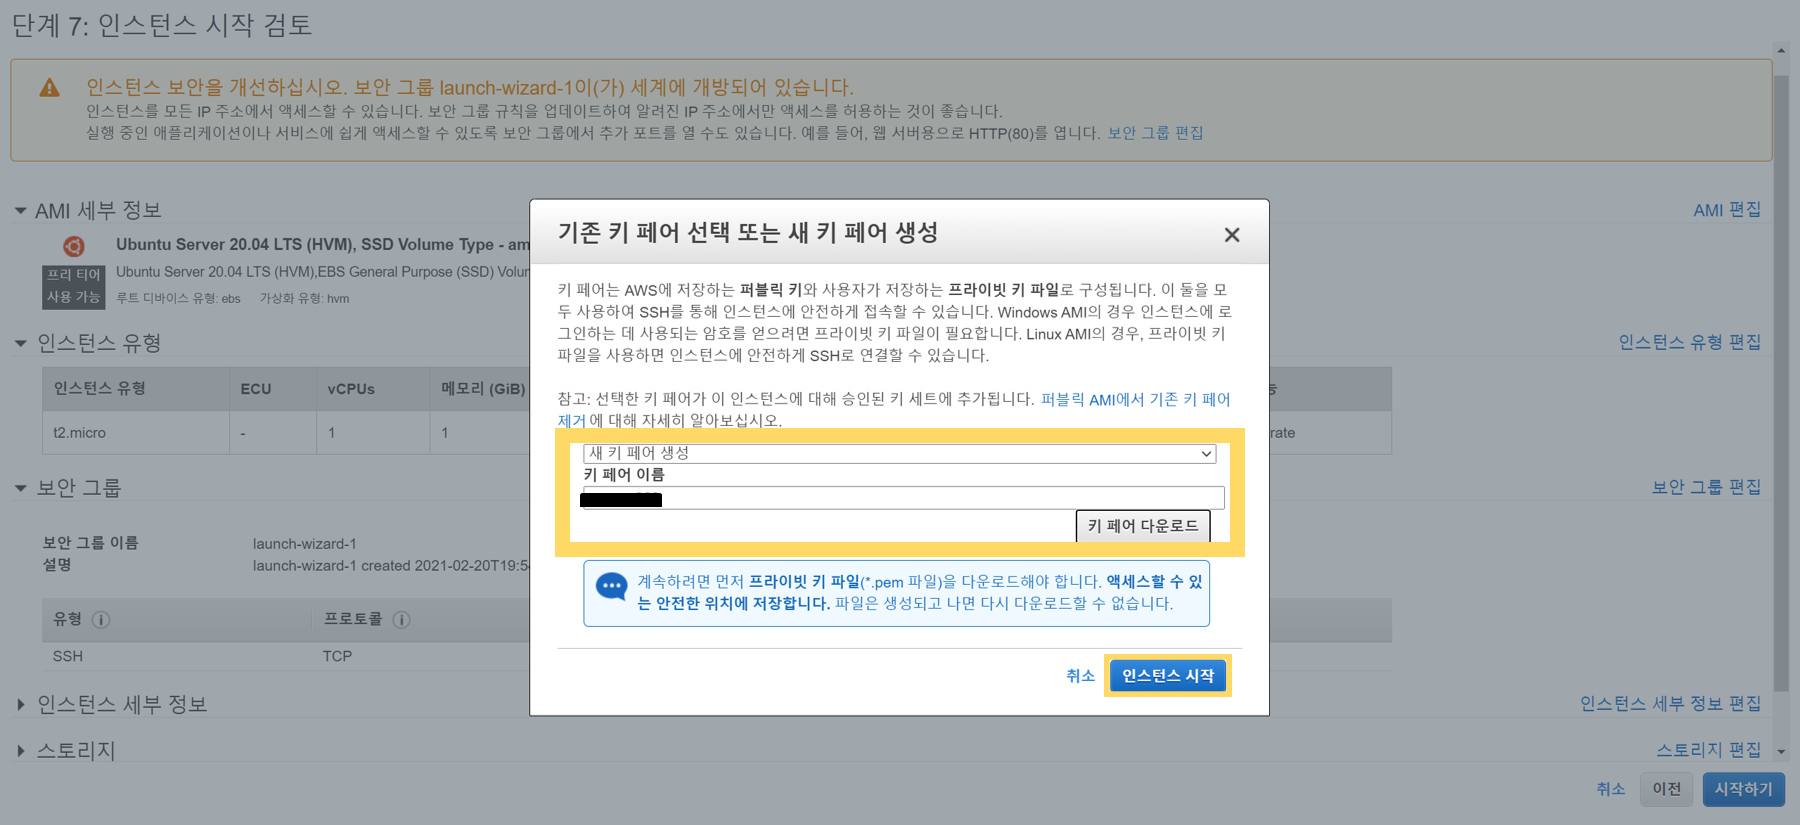 단계 7: 인스턴스 시작 검토
인스턴스 보안을 개선하십시오. 보안 그룹 launch-wizard-1이(가) 세계에 개방되어 있습니다.
인스턴스를 모든 IP 주소에서 액세스할 수 있습니다. 보안 그룹 규칙을 업데이트하여 알려진 IP 주소에서만 액세스를 허용하는 것이 좋습니다.
실행 중인 애플리케이션이나 서비스에 쉽게 액세스할 수 있도록 보안 그룹에서 추가 포트를 열 수도 있습니다. 예를 들어, 웹 서버용으로 HTTP(80)를 엽니다. 보안 그룹 편집
AMI 세부 정보
AMI 편집
Ubuntu Server 20.04 LTS (HVM), SSD Volume Type - am
프리 티어
사용 가능
Ubuntu Server 20.04 LTS (HVM),EBS General Purpose (SSD) Volun
루트 디바이스 유형: ebs 가상화 유형: hvm
인스턴스 유형
인스턴스 유형 편집
인스턴스 유형 ECU vCPUs 메모리 (GiB)
t2.micro - 1 1
rate
보안 그룹
보안 그룹 편집
보안 그룹 이름 launch-wizard-1
설명 launch-wizard-1 created 2021-02-20T19:5
유형 프로토콜
SSH TCP
인스턴스 세부 정보
인스턴스 세부 정보 편집
스토리지
스토리지 편집
취소 이전 시작하기
기존 키 페어 선택 또는 새 키 페어 생성
키 페어는 AWS에 저장하는 퍼블릭 키와 사용자가 저장하는 프라이빗 키 파일로 구성됩니다. 이 둘을 모
두 사용하여 SSH를 통해 인스턴스에 안전하게 접속할 수 있습니다. Windows AMI의 경우 인스턴스에 로
그인하는 데 사용되는 암호를 얻으려면 프라이빗 키 파일이 필요합니다. Linux AMI의 경우, 프라이빗 키
파일을 사용하면 인스턴스에 안전하게 SSH로 연결할 수 있습니다.
참고: 선택한 키 페어가 이 인스턴스에 대해 승인된 키 세트에 추가됩니다. 퍼블릭 AMI에서 기존 키 페어
제거에 대해 자세히 알아보십시오.
새 키 페어 생성
키 페어 이름
키 페어 다운로드
계속하려면 먼저 프라이빗 키 파일(*.pem 파일)을 다운로드해야 합니다. 액세스할 수 있
는 안전한 위치에 저장합니다. 파일은 생성되고 나면 다시 다운로드할 수 없습니다.
취소 인스턴스 시작